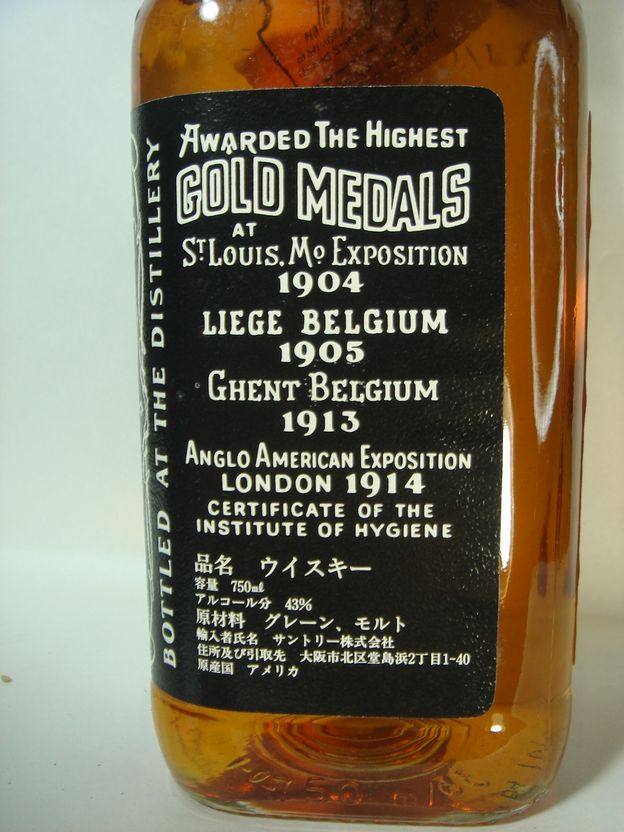 AWARDED THE HIGHEST
GOLD MEDALS
AT
ST LOUIS, MO EXPOSITION
1904
LIEGE BELGIUM
1905
GHENT BELGIUM
1913
ANGLO AMERICAN EXPOSITION
LONDON 1914
CERTIFICATE OF THE
INSTITUTE OF HYGIENE
品名 ウイスキー
容量 750mℓ
アルコール分 43%
原材料 グレーン、モルト
輸入者氏名 サントリー株式会社
住所及び引取先 大阪市北区堂島浜2丁目1-40
原産国 アメリカ
BOTTLED AT THE DISTILLERY
750 ml